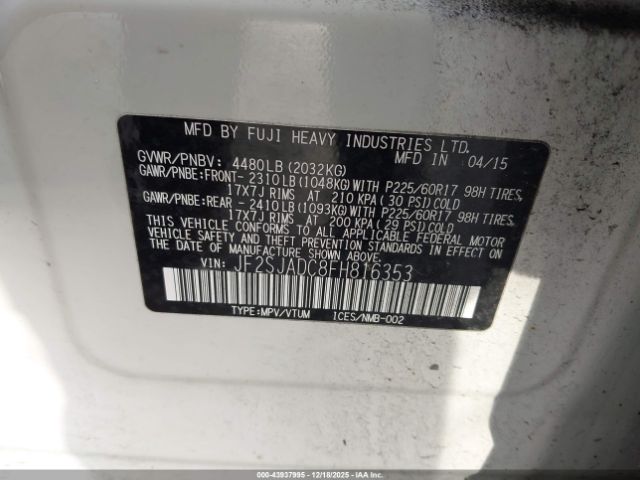 MFD BY FUJI HEAVY INDUSTRIES LTD.
GVWR/PNBV: 4480LB (2032KG) MFD IN 04/15
GAWR/PNBE:FRONT- 2310LB (1048KG) WITH P225/60R17 98H TIRES,
17X7J RIMS AT 210 KPA ( 30 PSI) COLD
GAWR/PNBE: REAR - 2410LB (1093KG) WITH P225/60R17 98H TIRES,
17X7J RIMS AT 200 KPA (29 PSI) COLD
THIS VEHICLE CONFORMS TO ALL APPLICABLE FEDERAL MOTOR
VEHICLE SAFETY AND THEFT PREVENTION STANDARDS IN EFFECT ON
THE DATE OF MANUFACTURE SHOWN ABOVE.
VIN: JF2SJADC8FH816353
TYPE:MPV/VTUM ICES/NMB-002
000-43937995 - 12/18/2025 - © IAA, Inc.